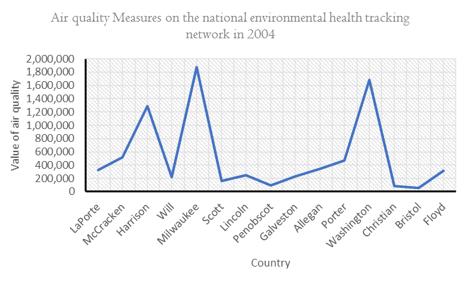 Air quality Measures on the national environmental health tracking
network in 2004
Value of air quality
2,000,000
1,800,000
1,600,000
1,400,000
1,200,000
1,000,000
800,000
600,000
400,000
200,000
0
LaPorte
McCracken
Harrison
Will
Milwaukee
Scott
Lincoln
Penobscot
Galveston
Allegan
Porter
Washington
Christian
Bristol
Floyd
Country